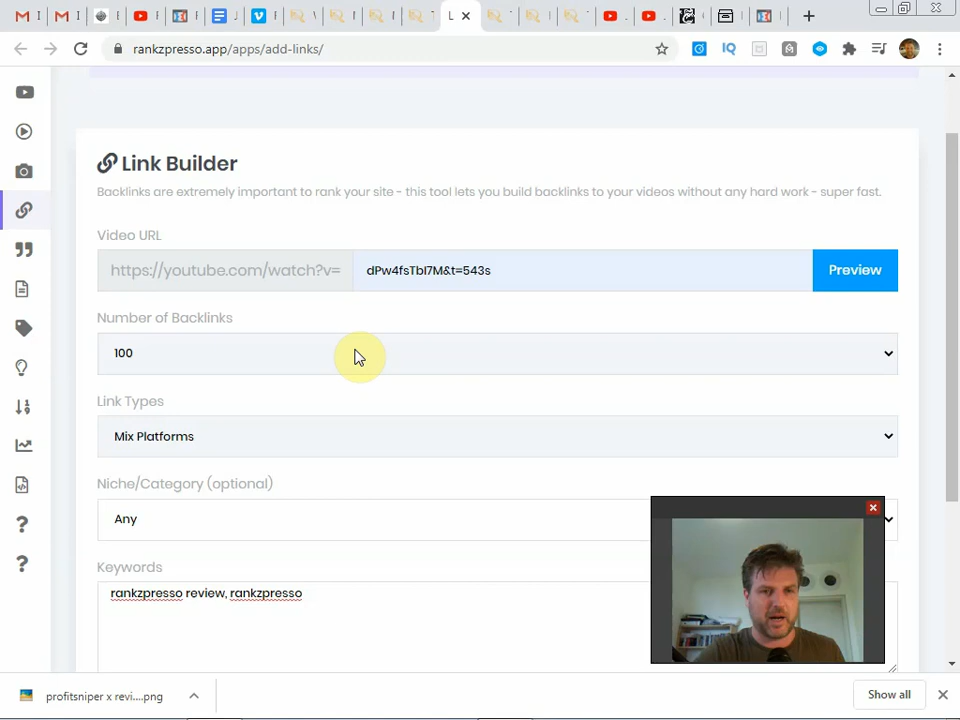 rankzpresso.app/apps/add-links/
IQ
Link Builder
Backlinks are extremely important to rank your site - this tool lets you build backlinks to your videos without any hard work - super fast.
Video URL
https://youtube.com/watch?v=
dPw4fsTbI7M&t=543s
Preview
Number of Backlinks
100
Link Types
Mix Platforms
Niche/Category (optional)
Any
Keywords
rankzpresso review, rankzpresso
profitsniper x revi....png
Show all